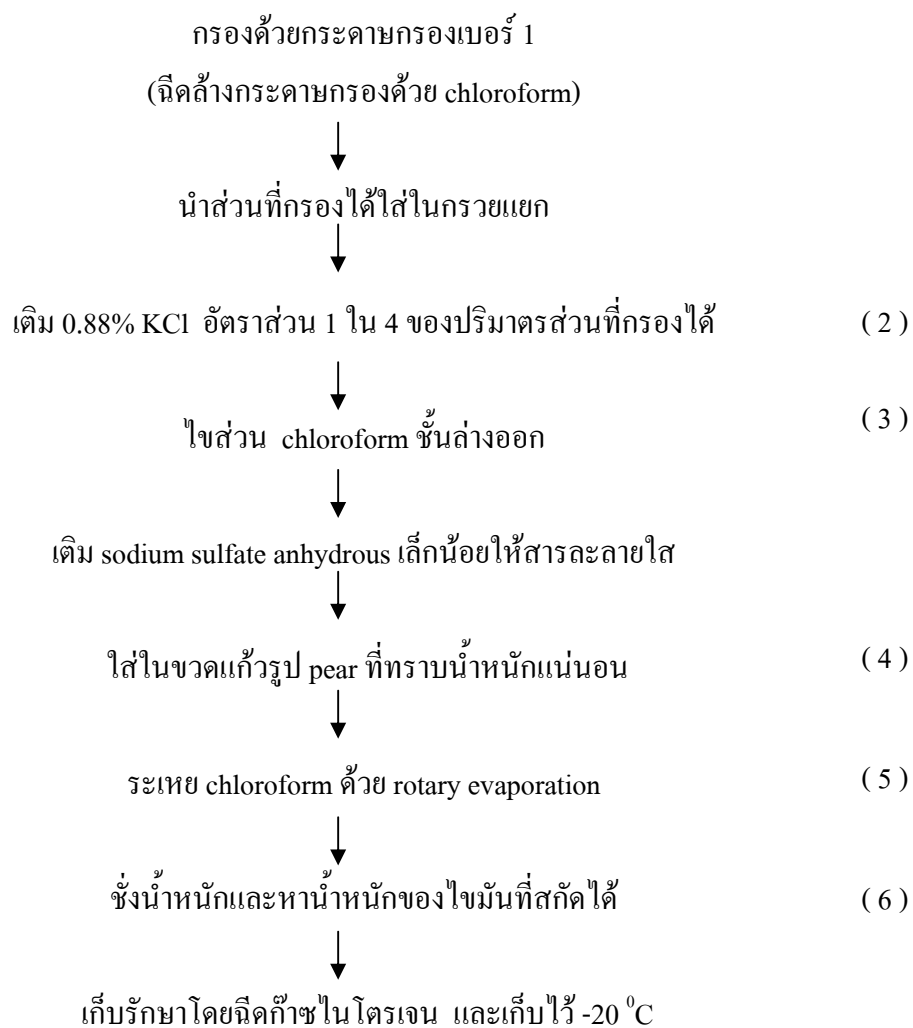 กรองด้วยกระดาษกรองเบอร์ 1
(ฉีดล้างกระดาษกรองด้วย chloroform)
นำส่วนที่กรองได้ใส่ในกรวยแยก
เติม 0.88% KCl อัตราส่วน 1 ใน 4 ของปริมาตรส่วนที่กรองได้ ( 2 )
ไขส่วน chloroform ชั้นล่างออก ( 3 )
เติม sodium sulfate anhydrous เล็กน้อยให้สารละลายใส
ใส่ในขวดแก้วรูป pear ที่ทราบน้ำหนักแน่นอน ( 4 )
ระเหย chloroform ด้วย rotary evaporation ( 5 )
ชั่งน้ำหนักและหาน้ำหนักของไขมันที่สกัดได้ ( 6 )
เก็บรักษาโดยฉีดก๊าซไนโตรเจน และเก็บไว้ -20 ⁰C